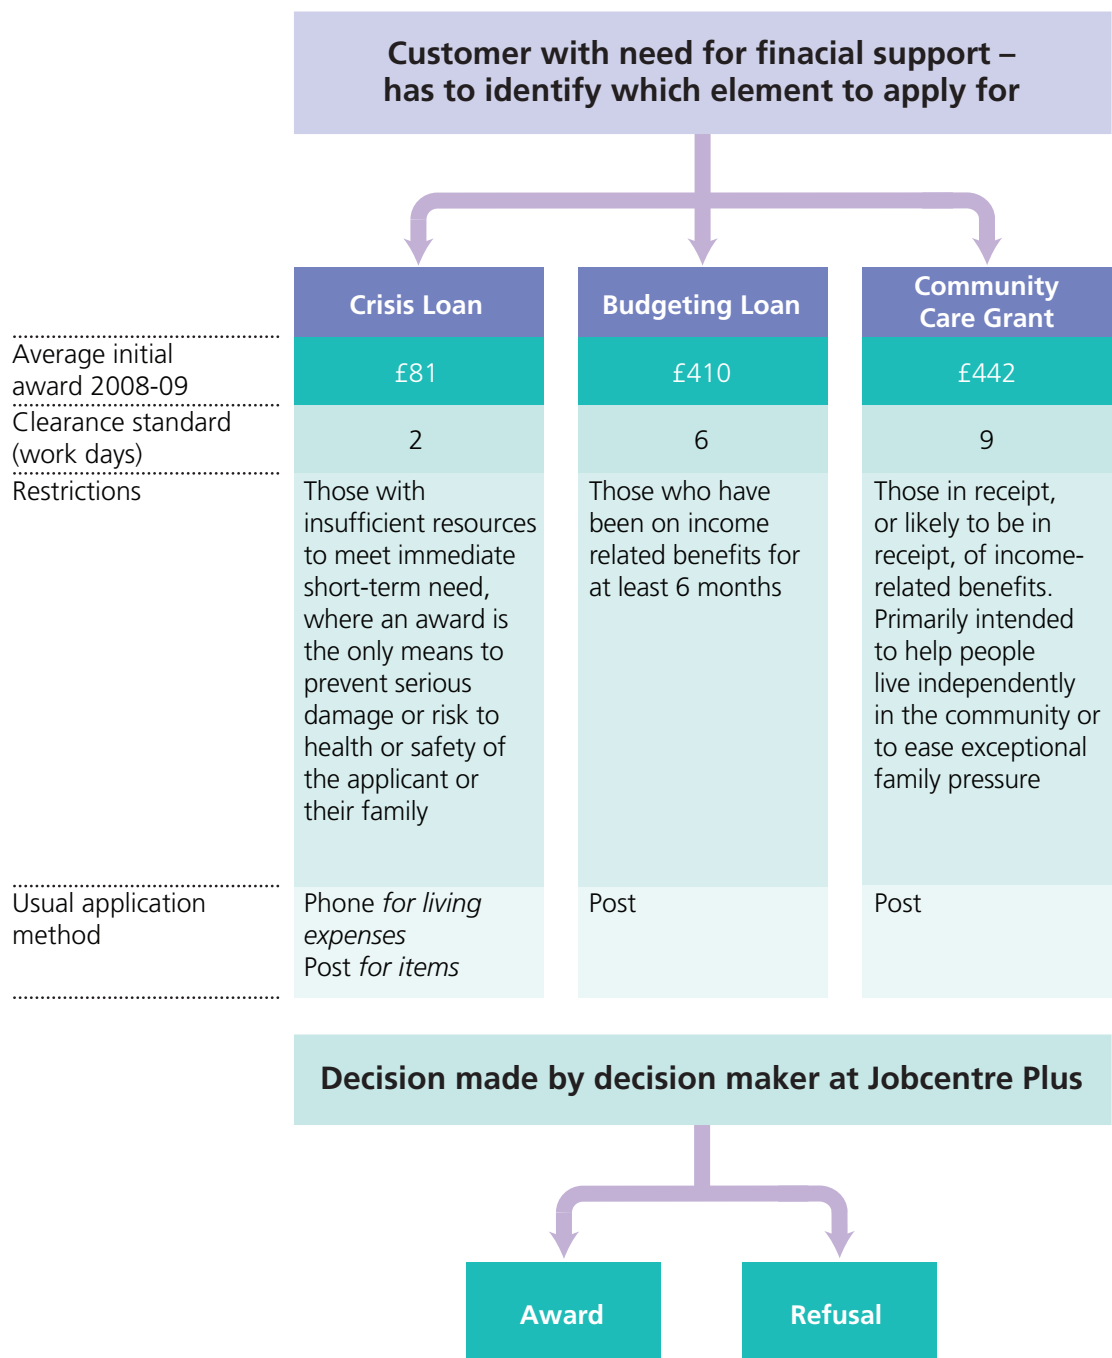 Customer with need for finacial support –
has to identify which element to apply for
Crisis Loan
Budgeting Loan
Community
Care Grant
Average initial
award 2008-09
£81
£410
£442
Clearance standard
(work days)
2
6
9
Restrictions
Those with
insufficient resources
to meet immediate
short-term need,
where an award is
the only means to
prevent serious
damage or risk to
health or safety of
the applicant or
their family
Those who have
been on income
related benefits for
at least 6 months
Those in receipt,
or likely to be in
receipt, of income-
related benefits.
Primarily intended
to help people
live independently
in the community or
to ease exceptional
family pressure
Usual application
method
Phone for living
expenses
Post for items
Post
Post
Decision made by decision maker at Jobcentre Plus
Award
Refusal